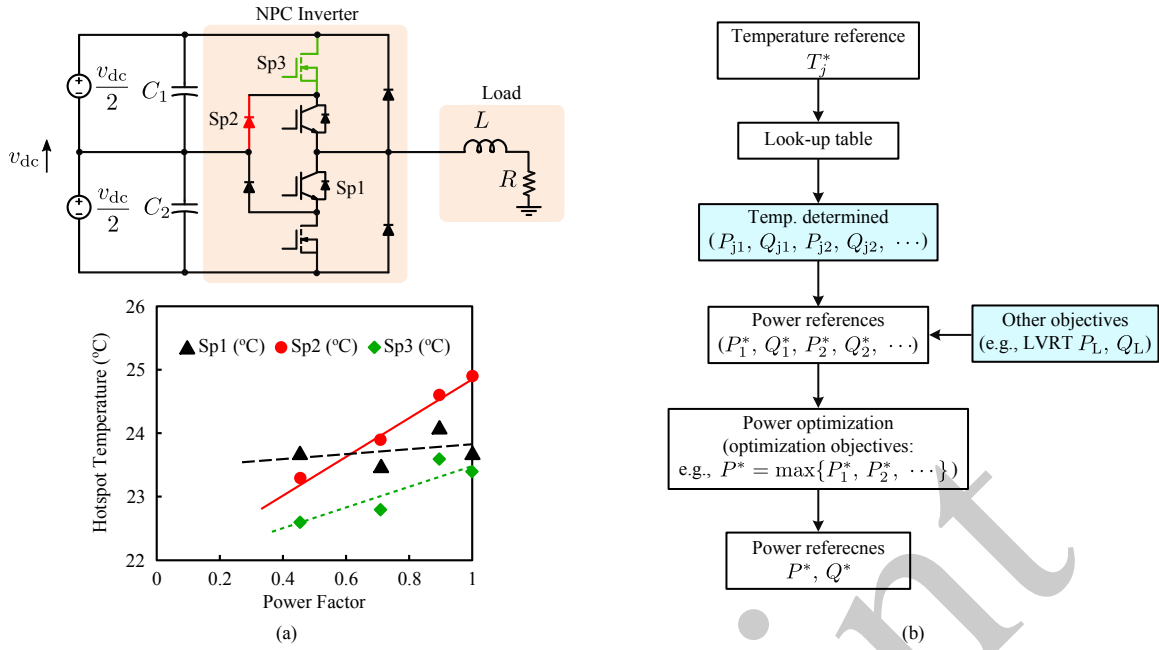 NPC Inverter
Sp3
v_dc/2
C_1
Load
L
Sp2
v_dc
R
Sp1
v_dc/2
C_2
26
25
24
23
22
Hotspot Temperature (ºC)
Sp1 (ºC) Sp2 (ºC) Sp3 (ºC)
0 0.2 0.4 0.6 0.8 1
Power Factor
(a)
Temperature reference
T_j^*
Look-up table
Temp. determined
(P_j1, Q_j1, P_j2, Q_j2, ···)
Power references
(P_1^*, Q_1^*, P_2^*, Q_2^*, ···)
Other objectives
(e.g., LVRT P_L, Q_L)
Power optimization
(optimization objectives:
e.g., P^* = max{P_1^*, P_2^*, ···})
Power referecnes
P^*, Q^*
(b)
int